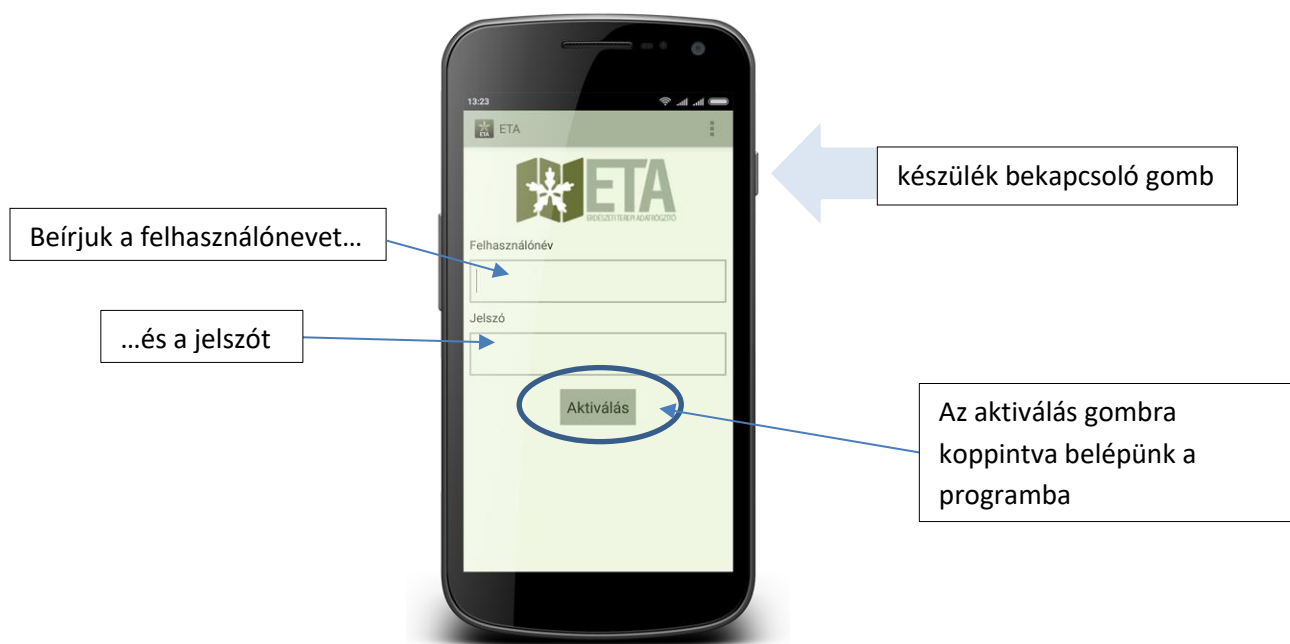 13:23
ETA
ETA
ETA
ERDÉSZETI TEREPI ADATRÖGZÍTŐ
készülék bekapcsoló gomb
Beírjuk a felhasználónevet…
Felhasználónév
…és a jelszót
Jelszó
Aktiválás
Az aktiválás gombra
koppintva belépünk a
programba